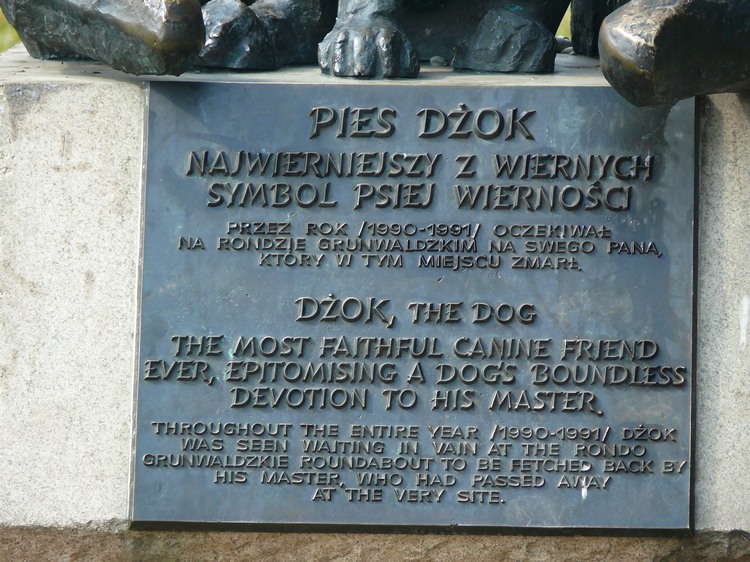 PIES DŻOK
NAJWIERNIEJSZY Z WIERNYCH
SYMBOL PSIEJ WIERNOŚCI
PRZEZ ROK /1990-1991/ OCZEKIWAŁ
NA RONDZIE GRUNWALDZKIM NA SWEGO PANA,
KTÓRY W TYM MIEJSCU ZMARŁ.
DŻOK, THE DOG
THE MOST FAITHFUL CANINE FRIEND
EVER, EPITOMISING A DOG'S BOUNDLESS
DEVOTION TO HIS MASTER.
THROUGHOUT THE ENTIRE YEAR /1990-1991/ DŻOK
WAS SEEN WAITING IN VAIN AT THE RONDO
GRUNWALDZKIE ROUNDABOUT TO BE FETCHED BACK BY
HIS MASTER, WHO HAD PASSED AWAY
AT THE VERY SITE.